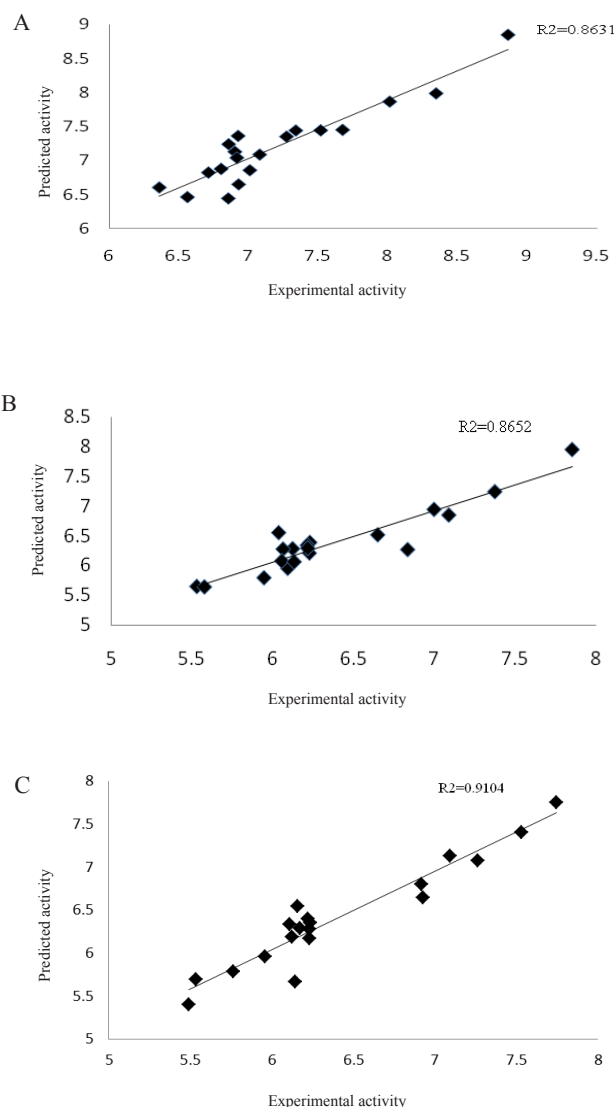 A
9
R2=0.8631
8.5
8
7.5
7
6.5
6
Predicted activity
6 6.5 7 7.5 8 8.5 9 9.5
Experimental activity
B
8.5
R2=0.8652
8
7.5
7
6.5
6
5.5
5
Predicted activity
5 5.5 6 6.5 7 7.5 8
Experimental activity
C
8
R2=0.9104
7.5
7
6.5
6
5.5
5
Predicted activity
5 5.5 6 6.5 7 7.5 8
Experimental activity